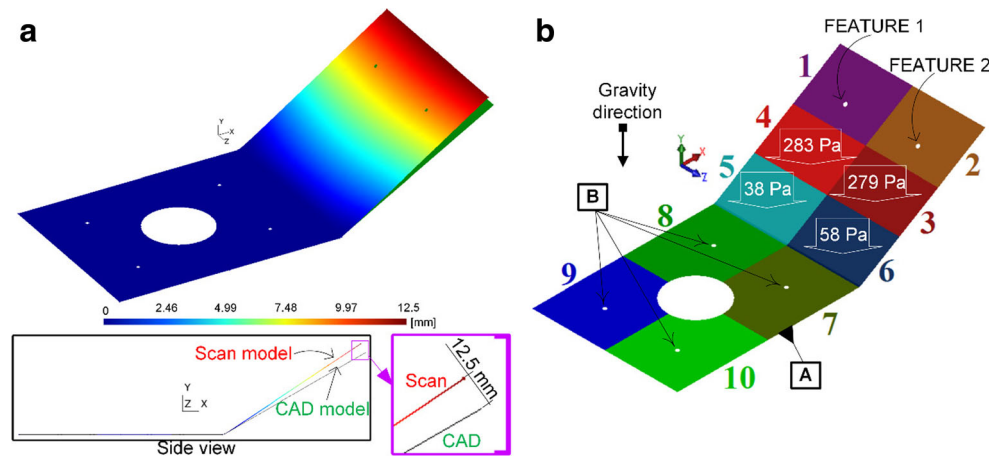 a
Y
X
Z
0 2.46 4.99 7.48 9.97 12.5
[mm]
Scan model
CAD model
Y
Z X
Side view
12.5 mm
Scan
CAD
b
FEATURE 1
FEATURE 2
Gravity
direction
Y
X
Z
1
2
3
4
5
6
7
8
9
10
283 Pa
279 Pa
38 Pa
58 Pa
B
A